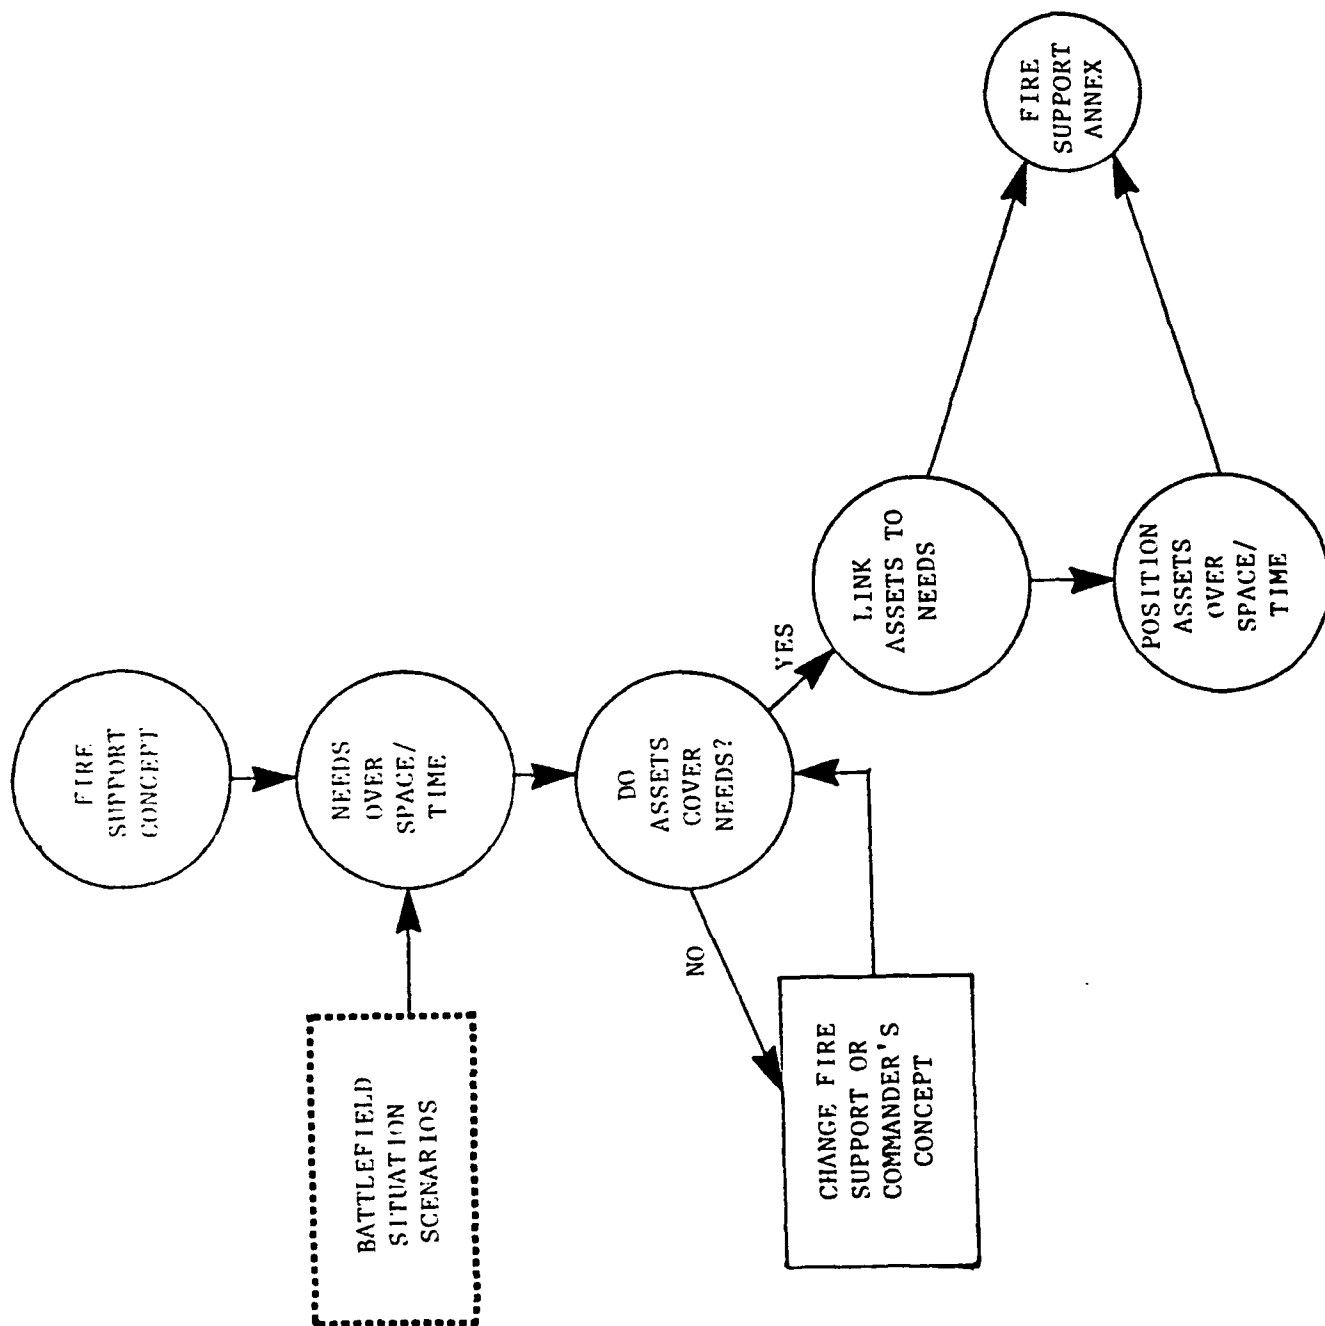 FIRE
SUPPORT
CONCEPT
BATTLEFIELD
SITUATION
SCENARIOS
NEEDS
OVER
SPACE/
TIME
DO
ASSETS
COVER
NEEDS?
NO
YES
CHANGE FIRE
SUPPORT OR
COMMANDER'S
CONCEPT
LINK
ASSETS TO
NEEDS
POSITION
ASSETS
OVER
SPACE/
TIME
FIRE
SUPPORT
ANNEX